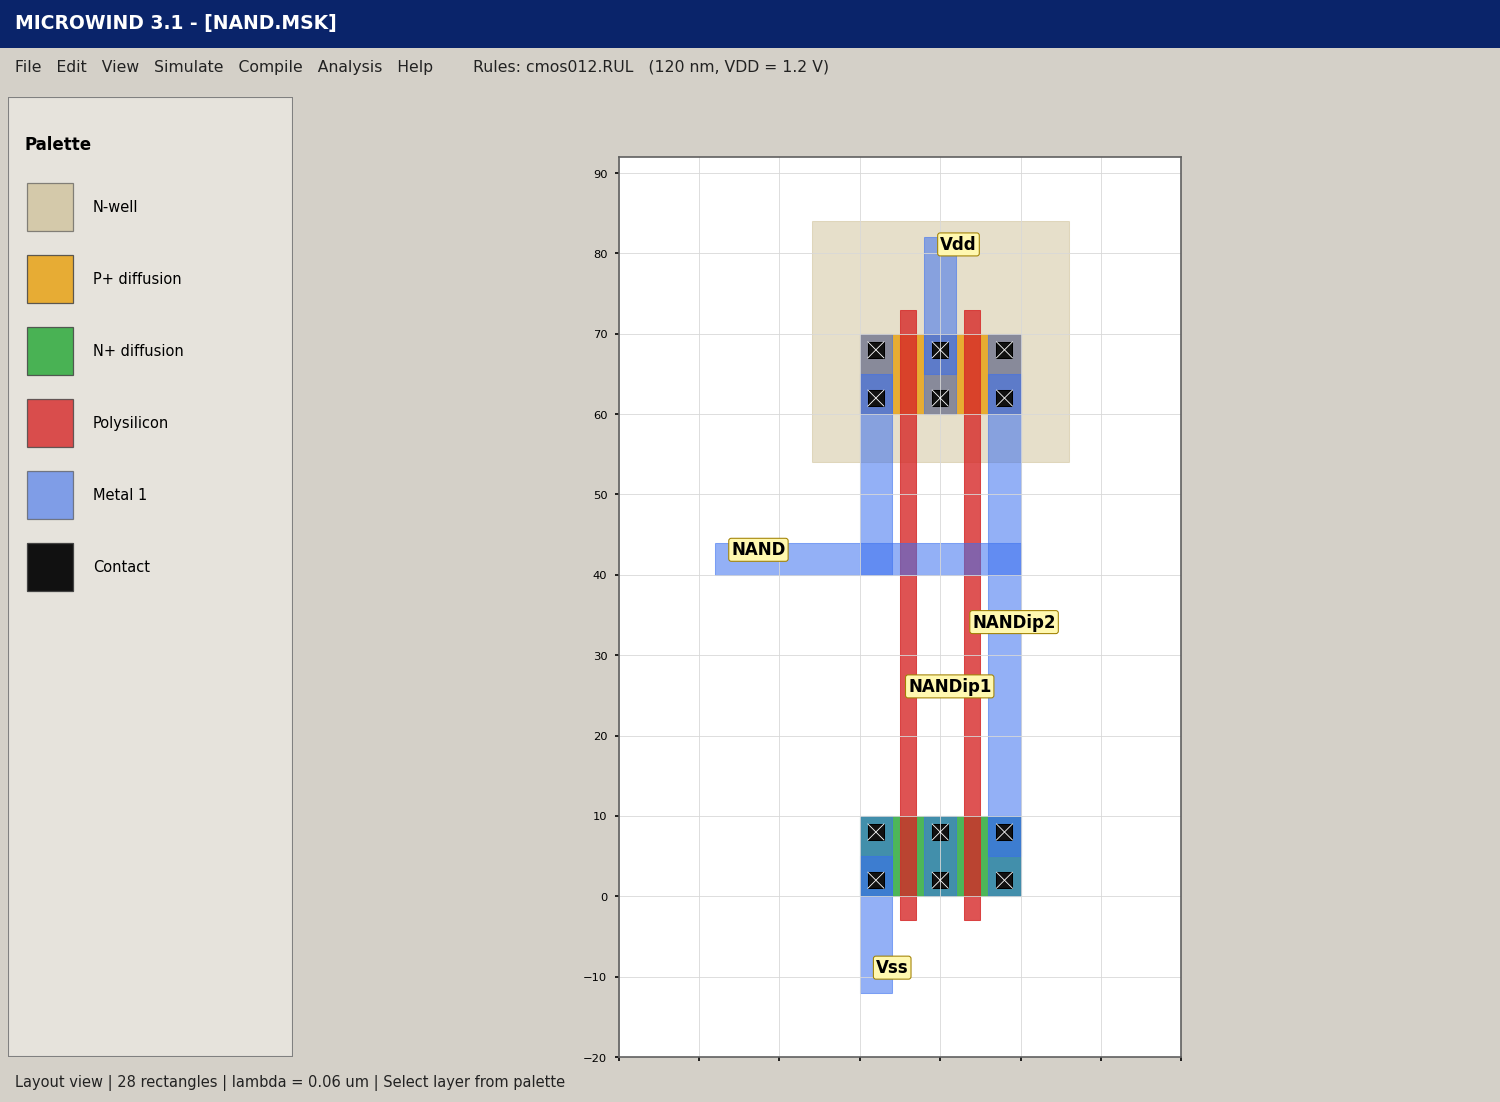 MICROWIND 3.1 - [NAND.MSK]
File Edit View Simulate Compile Analysis Help Rules: cmos012.RUL (120 nm, VDD = 1.2 V)
Palette
N-well
P+ diffusion
N+ diffusion
Polysilicon
Metal 1
Contact
90
80
70
60
50
40
30
20
10
0
−10
−20
Vdd
NAND
NANDip2
NANDip1
Vss
Layout view | 28 rectangles | lambda = 0.06 um | Select layer from palette